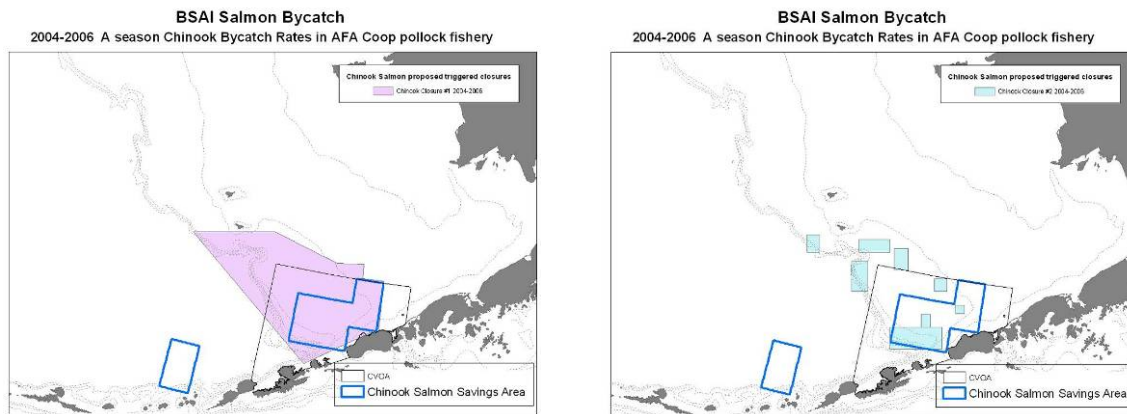 BSAI Salmon Bycatch
2004-2006 A season Chinook Bycatch Rates in AFA Coop pollock fishery
Chinook Salmon proposed triggered closures
Chinook Closure #1 2004-2006
CVOA
Chinook Salmon Savings Area
BSAI Salmon Bycatch
2004-2006 A season Chinook Bycatch Rates in AFA Coop pollock fishery
Chinook Salmon proposed triggered closures
Chinook Closure #2 2004-2006
CVOA
Chinook Salmon Savings Area